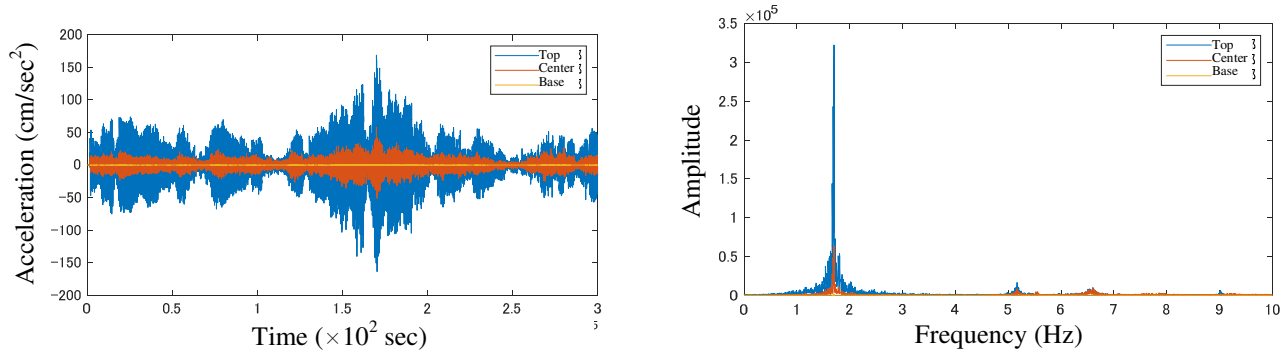 200
150
100
50
0
-50
-100
-150
-200
Acceleration (cm/sec²)
0 0.5 1 1.5 2 2.5 3
5
Time (×10² sec)
Top
Center
Base
×10⁵
3.5
3
2.5
2
1.5
1
0.5
0
Amplitude
0 1 2 3 4 5 6 7 8 9 10
Frequency (Hz)
Top
Center
Base